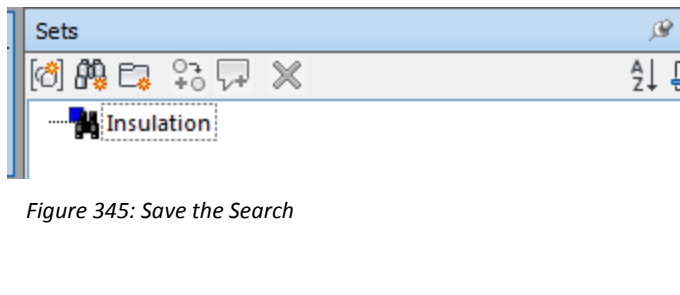 Sets
A
Z
Insulation
Figure 345: Save the Search